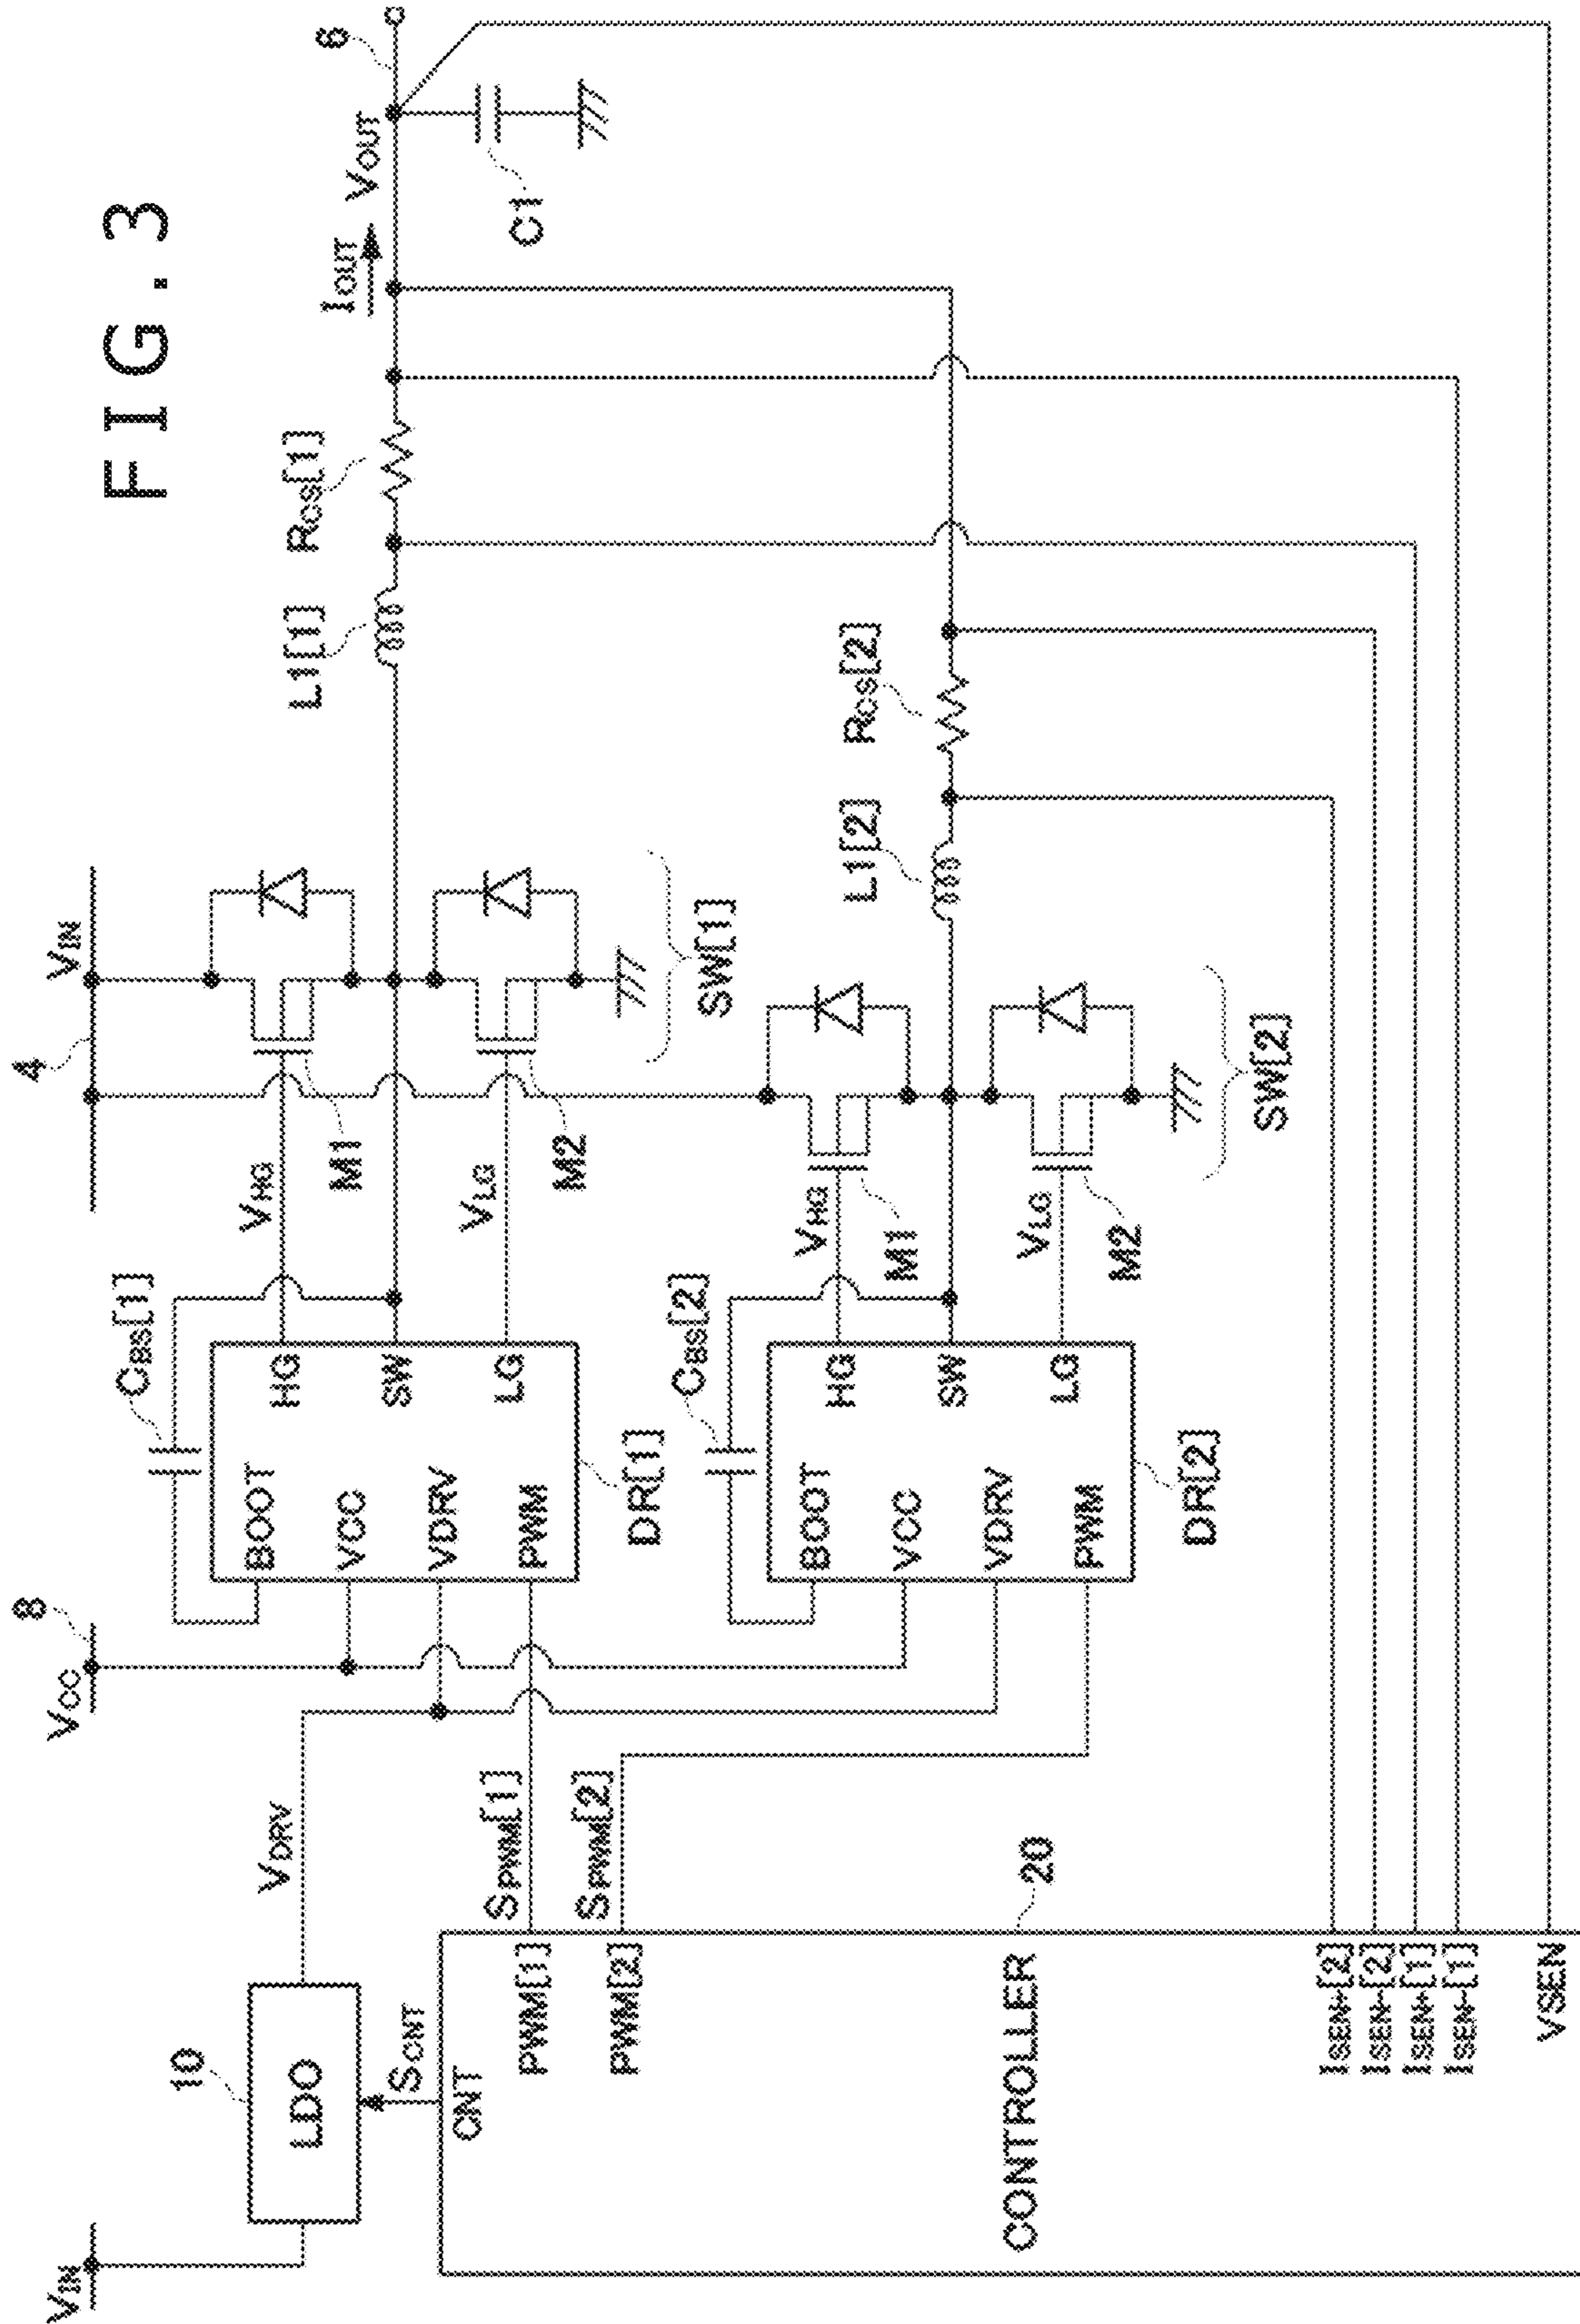 FIG.3
VIN
LDO
10
VDRV
SCNT
CNT
VCC
8
CBS[1]
BOOT
VCC
VDRV
PWM
HG
SW
LG
DR[1]
4
VIN
VHG
M1
VLG
M2
SW[1]
L1[1]
RCS[1]
IOUT
VOUT
6
C1
SPWM[1]
PWM[1]
SPWM[2]
PWM[2]
CBS[2]
BOOT
VCC
VDRV
PWM
HG
SW
LG
DR[2]
VHG
M1
VLG
M2
SW[2]
L1[2]
RCS[2]
CONTROLLER
20
ISEN+[2]
ISEN-[2]
ISEN+[1]
ISEN-[1]
VSEN